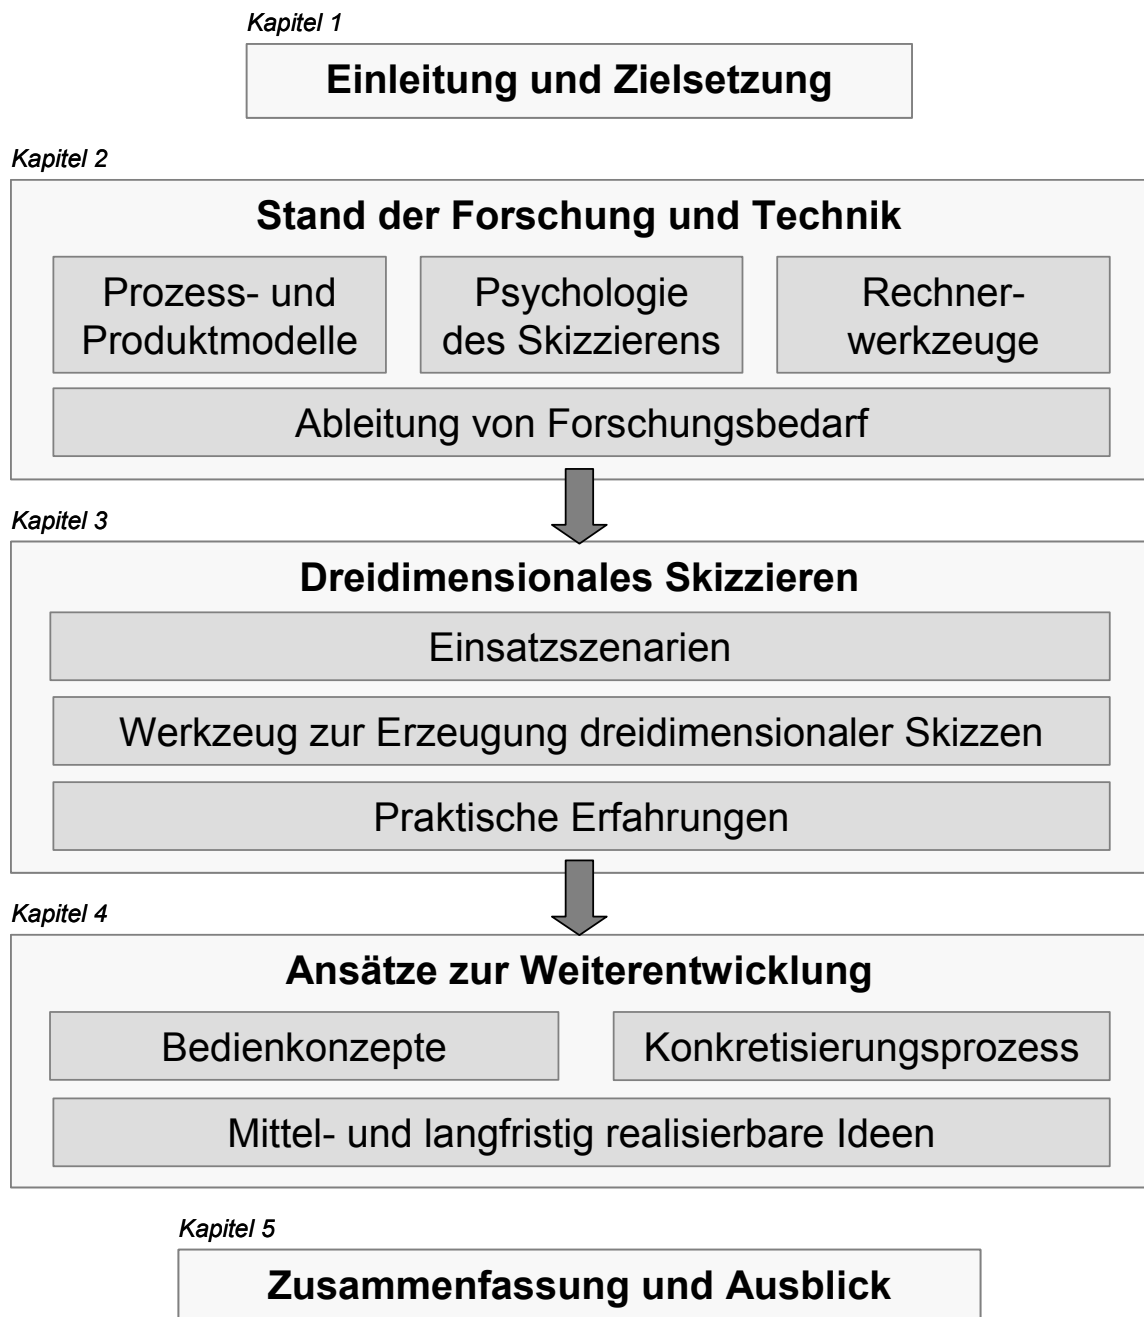 Kapitel 1
Einleitung und Zielsetzung
Kapitel 2
Stand der Forschung und Technik
Prozess- und
Produktmodelle
Psychologie
des Skizzierens
Rechner-
werkzeuge
Ableitung von Forschungsbedarf
Kapitel 3
Dreidimensionales Skizzieren
Einsatzszenarien
Werkzeug zur Erzeugung dreidimensionaler Skizzen
Praktische Erfahrungen
Kapitel 4
Ansätze zur Weiterentwicklung
Bedienkonzepte
Konkretisierungsprozess
Mittel- und langfristig realisierbare Ideen
Kapitel 5
Zusammenfassung und Ausblick